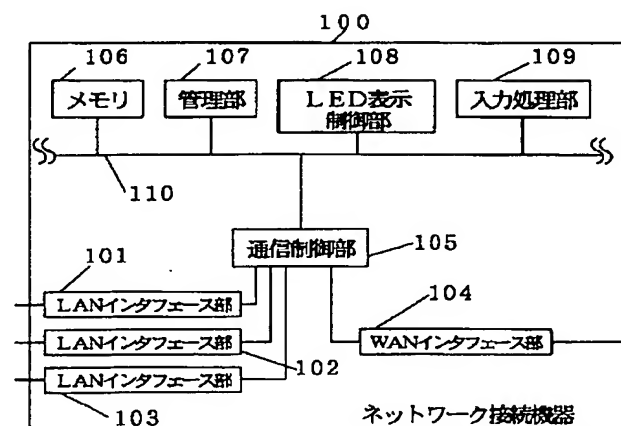 100
106
107
108
109
メモリ
管理部
LED表示
制御部
入力処理部
110
通信制御部
105
101
LANインタフェース部
104
LANインタフェース部
102
WANインタフェース部
LANインタフェース部
103
ネットワーク接続機器